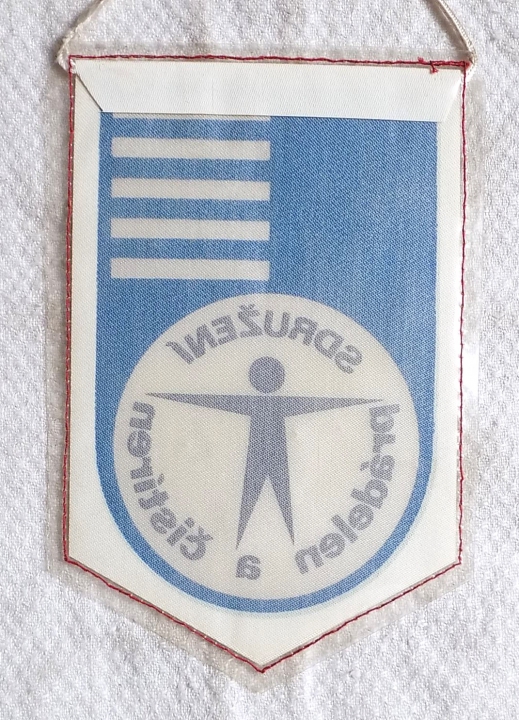 SDRUŽENÍ
prádelen
a
čistíren